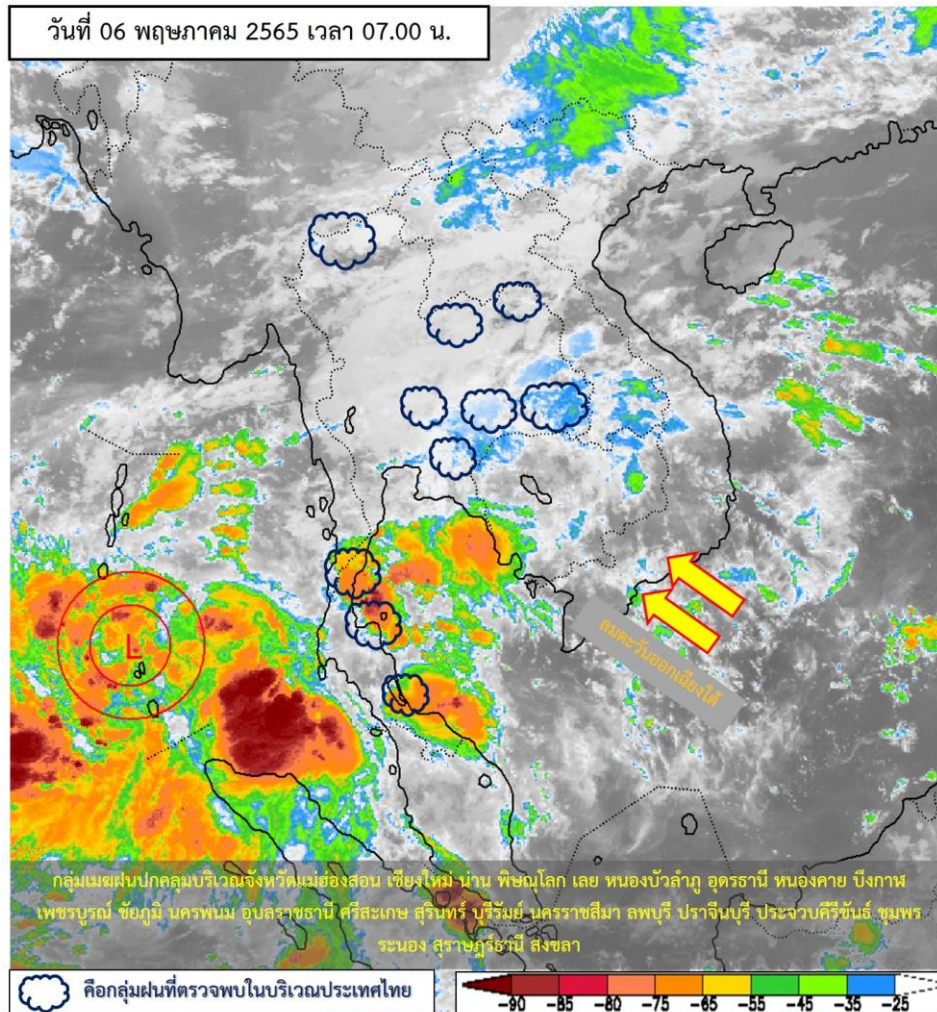 วันที่ 06 พฤษภาคม 2565 เวลา 07.00 น.
L
ลมตะวันออกเฉียงใต้
กลุ่มเมฆฝนปกคลุมบริเวณจังหวัดแม่ฮ่องสอน เชียงใหม่ น่าน พิษณุโลก เลย หนองบัวลำภู อุดรธานี หนองคาย บึงกาฬ
เพชรบูรณ์ ชัยภูมิ นครพนม อุบลราชธานี ศรีสะเกษ สุรินทร์ บุรีรัมย์ นครราชสีมา ลพบุรี ปราจีนบุรี ประจวบคีรีขันธ์ ชุมพร
ระนอง สุราษฎร์ธานี สงขลา
คือกลุ่มฝนที่ตรวจพบในบริเวณประเทศไทย
-90 -85 -80 -75 -65 -55 -45 -35 -25